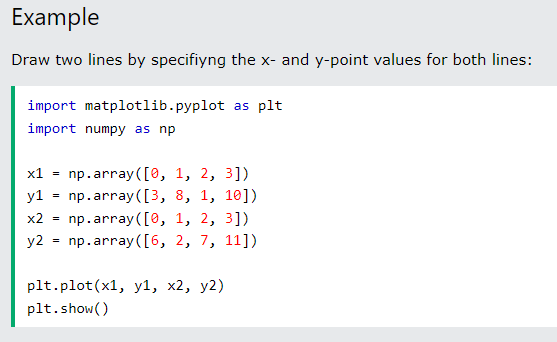 Example
Draw two lines by specifiyng the x- and y-point values for both lines:
import matplotlib.pyplot as plt
import numpy as np
x1 = np.array([0, 1, 2, 3])
y1 = np.array([3, 8, 1, 10])
x2 = np.array([0, 1, 2, 3])
y2 = np.array([6, 2, 7, 11])
plt.plot(x1, y1, x2, y2)
plt.show()